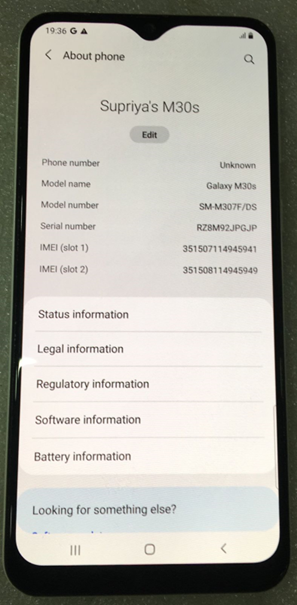 19:36 G
About phone
Supriya's M30s
Edit
Phone number Unknown
Model name Galaxy M30s
Model number SM-M307F/DS
Serial number RZ8M92JPGJP
IMEI (slot 1) 351507114945941
IMEI (slot 2) 351508114945949
Status information
Legal information
Regulatory information
Software information
Battery information
Looking for something else?